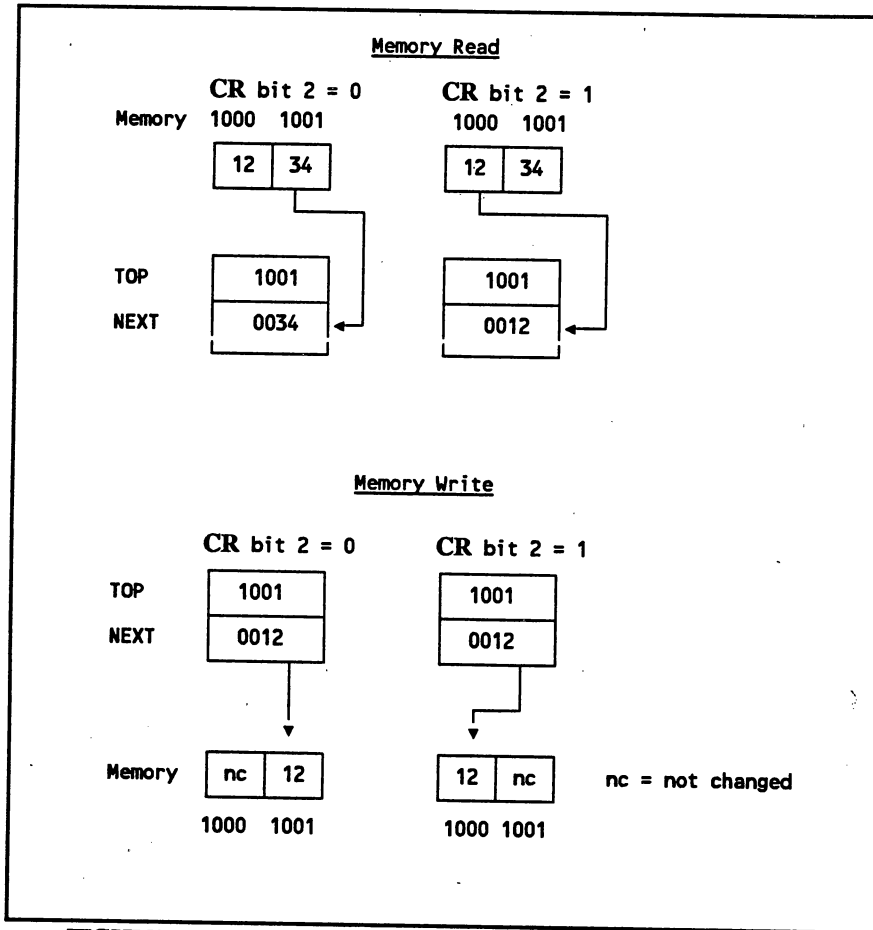 Memory Read
CR bit 2 = 0 CR bit 2 = 1
Memory 1000 1001 1000 1001
12 34 12 34
TOP 1001 1001
NEXT 0034 0012
Memory Write
CR bit 2 = 0 CR bit 2 = 1
TOP 1001 1001
NEXT 0012 0012
Memory nc 12 12 nc nc = not changed
1000 1001 1000 1001